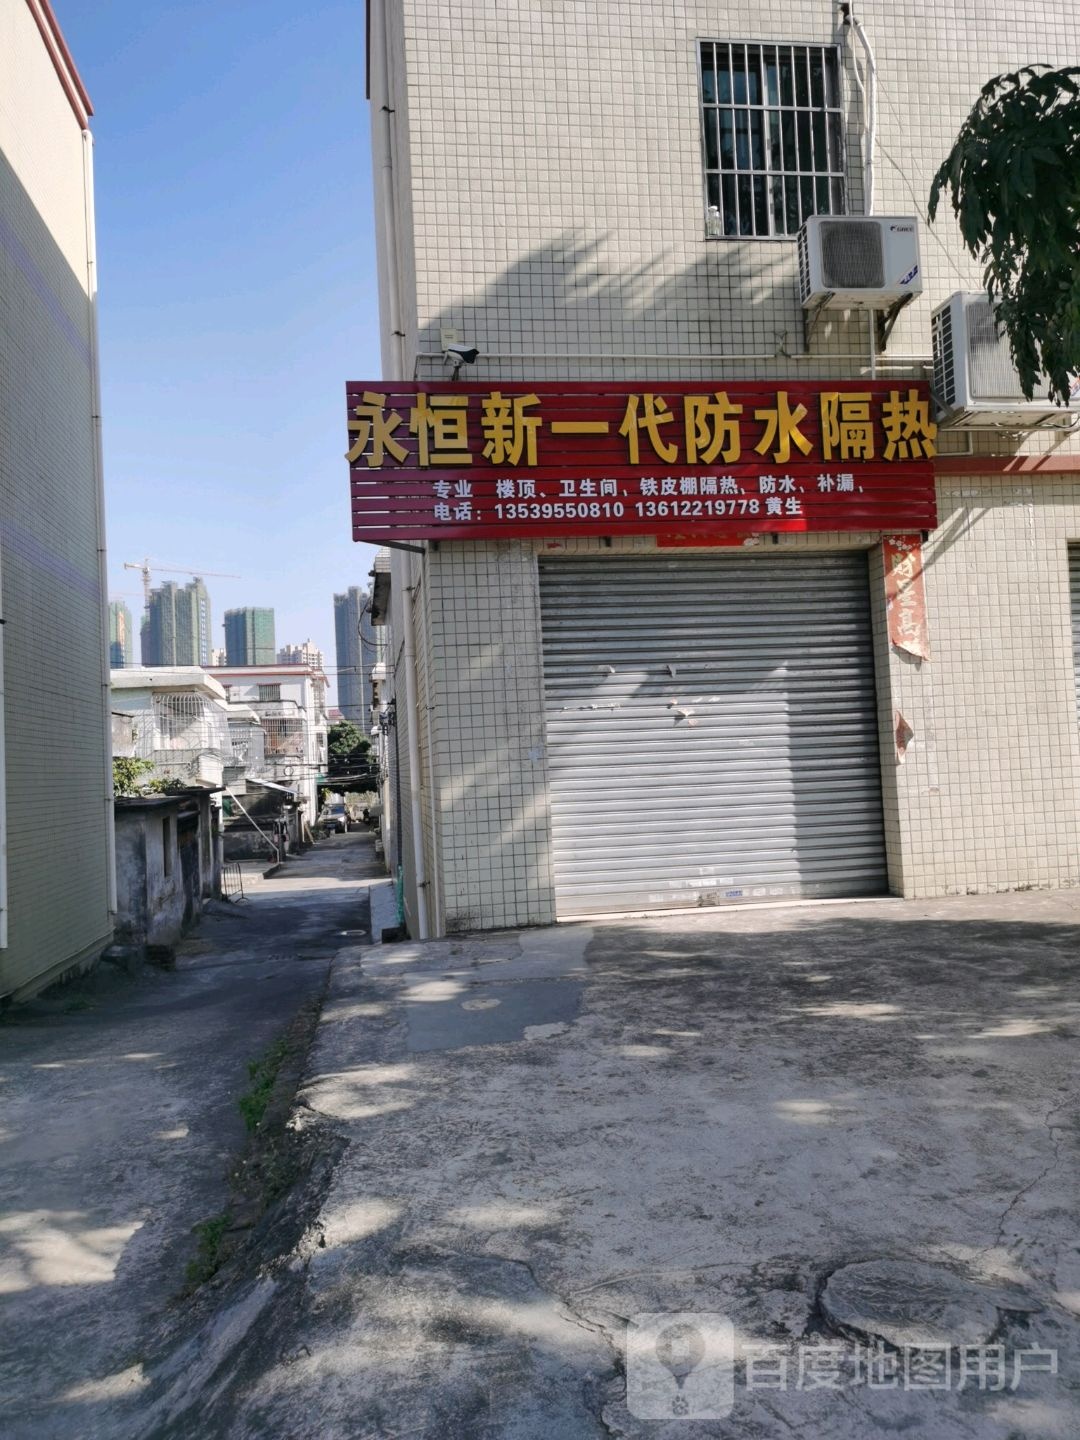 永恒新一代防水隔热
专业 楼顶、卫生间、铁皮棚隔热、防水、补漏、
电话：13539550810 13612219778 黄生
GREE
百度地图用户